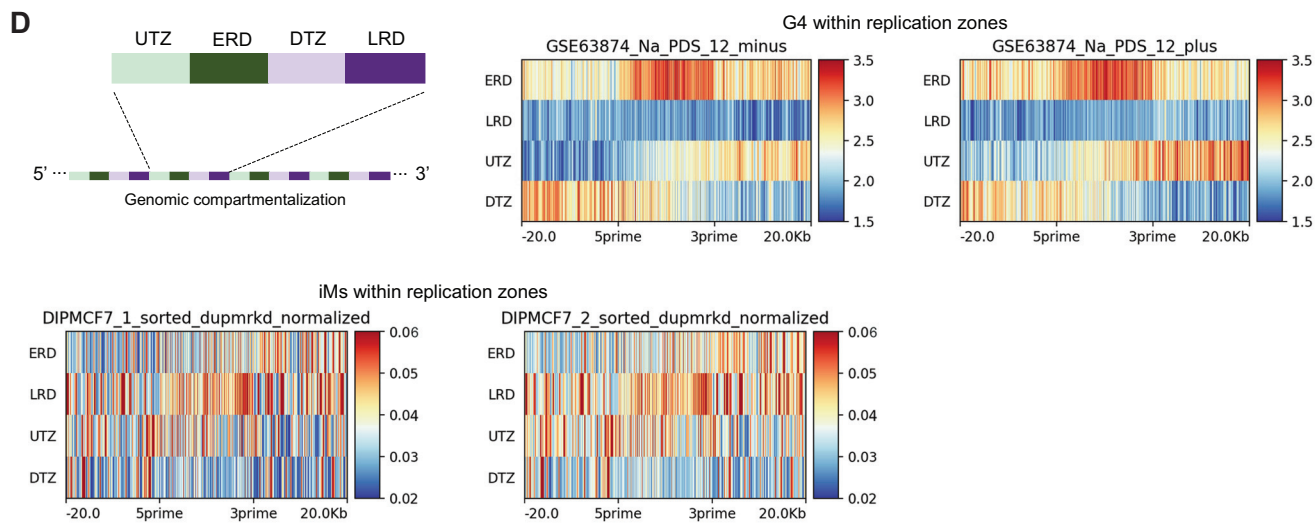 D
UTZ ERD DTZ LRD
5’ ··· ··· 3’
Genomic compartmentalization
G4 within replication zones
GSE63874_Na_PDS_12_minus
ERD
LRD
UTZ
DTZ
-20.0 5prime 3prime 20.0Kb
3.5
3.0
2.5
2.0
1.5
GSE63874_Na_PDS_12_plus
ERD
LRD
UTZ
DTZ
-20.0 5prime 3prime 20.0Kb
3.5
3.0
2.5
2.0
1.5
iMs within replication zones
DIPMCF7_1_sorted_dupmrkd_normalized
ERD
LRD
UTZ
DTZ
-20.0 5prime 3prime 20.0Kb
0.06
0.05
0.04
0.03
0.02
DIPMCF7_2_sorted_dupmrkd_normalized
ERD
LRD
UTZ
DTZ
-20.0 5prime 3prime 20.0Kb
0.06
0.05
0.04
0.03
0.02